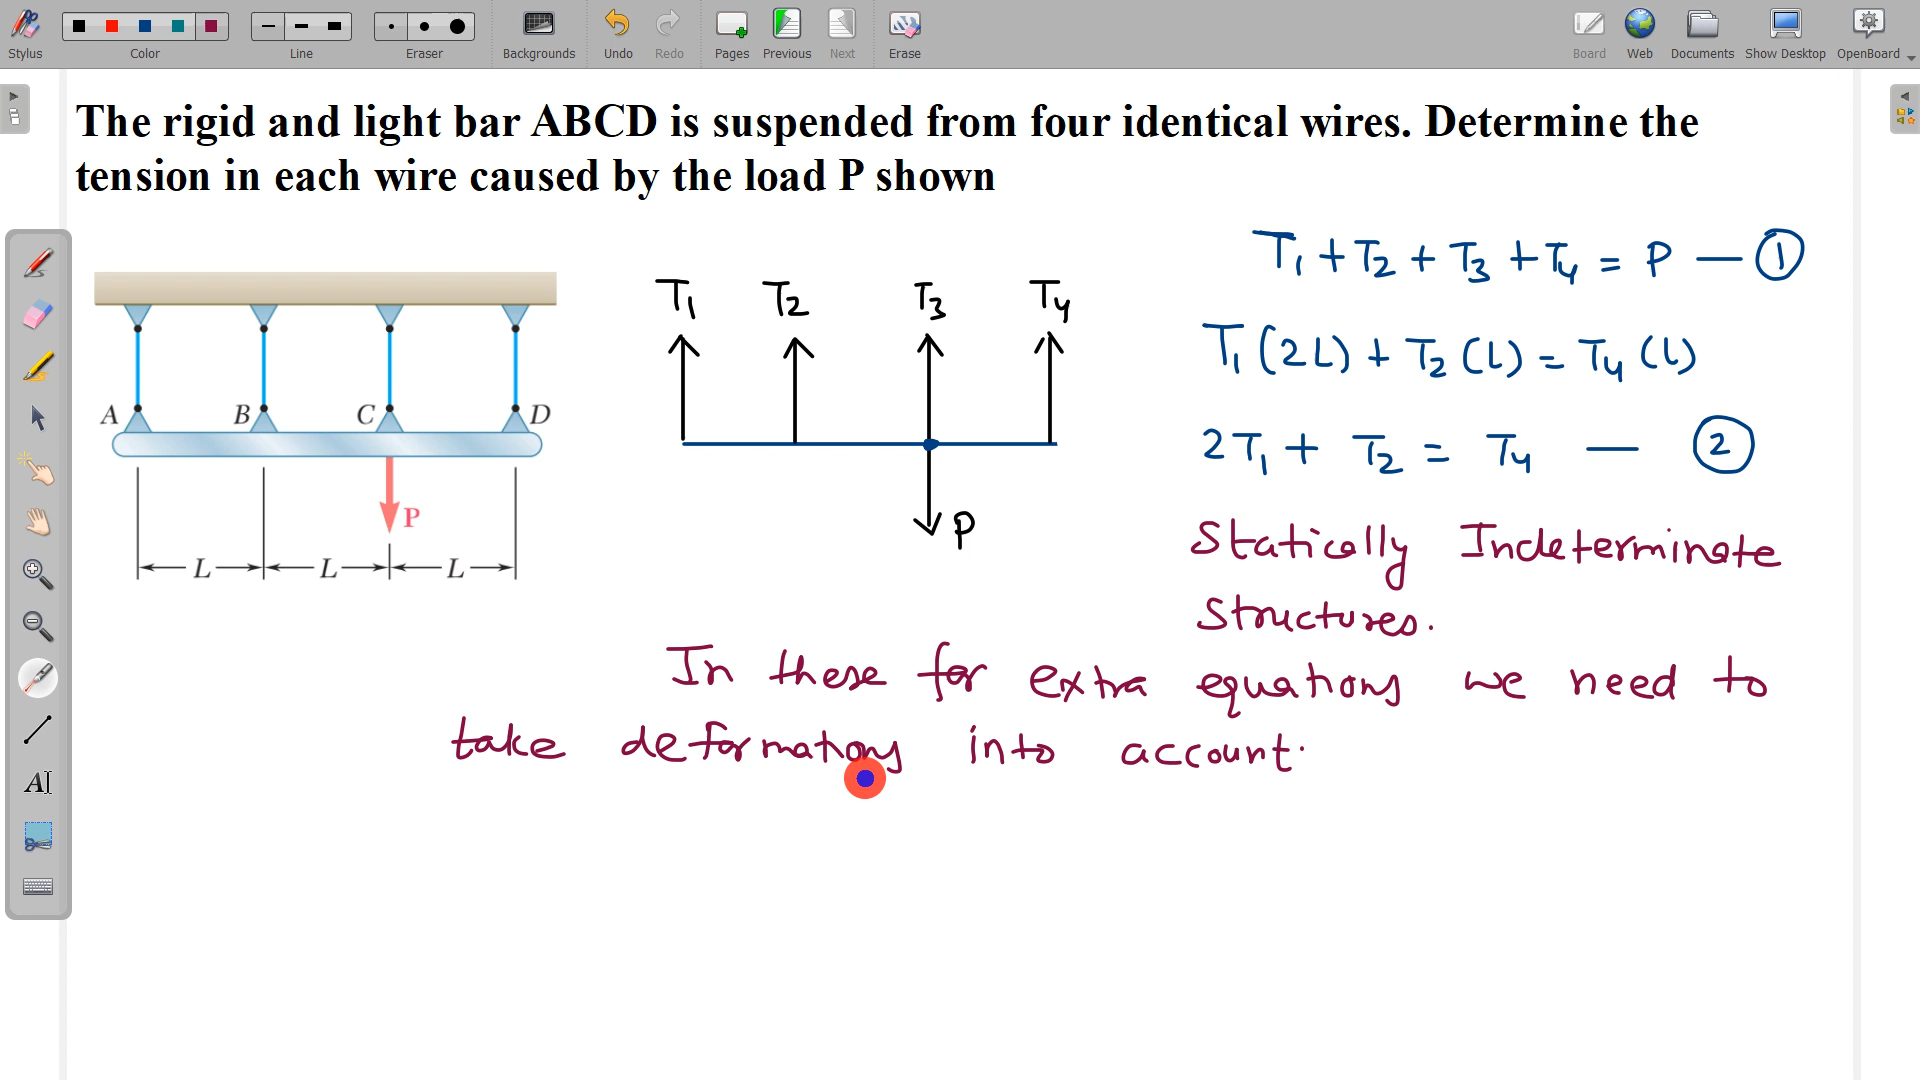 Stylus
Color
Line
Eraser
Backgrounds
Undo
Redo
Pages
Previous
Next
Erase
Board
Web
Documents
Show Desktop
OpenBoard
The rigid and light bar ABCD is suspended from four identical wires. Determine the
tension in each wire caused by the load P shown
A B C D
P
L L L
T₁ T₂ T₃ T₄
P
T₁ + T₂ + T₃ + T₄ = P — ①
T₁ (2L) + T₂ (L) = T₄ (L)
2T₁ + T₂ = T₄ — ②
Statically Indeterminate
Structures.
In these for extra equations we need to
take deformations into account.
AI